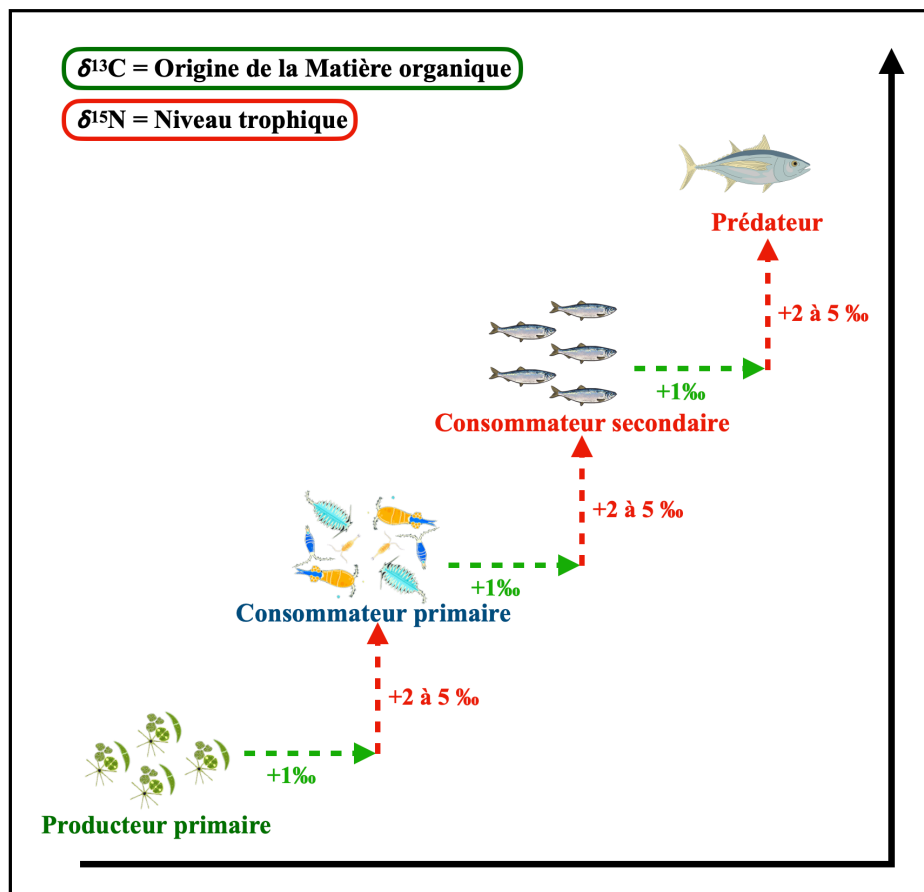 δ¹³C = Origine de la Matière organique
δ¹⁵N = Niveau trophique
Prédateur
+2 à 5 ‰
+1‰
Consommateur secondaire
+2 à 5 ‰
+1‰
Consommateur primaire
+2 à 5 ‰
+1‰
Producteur primaire